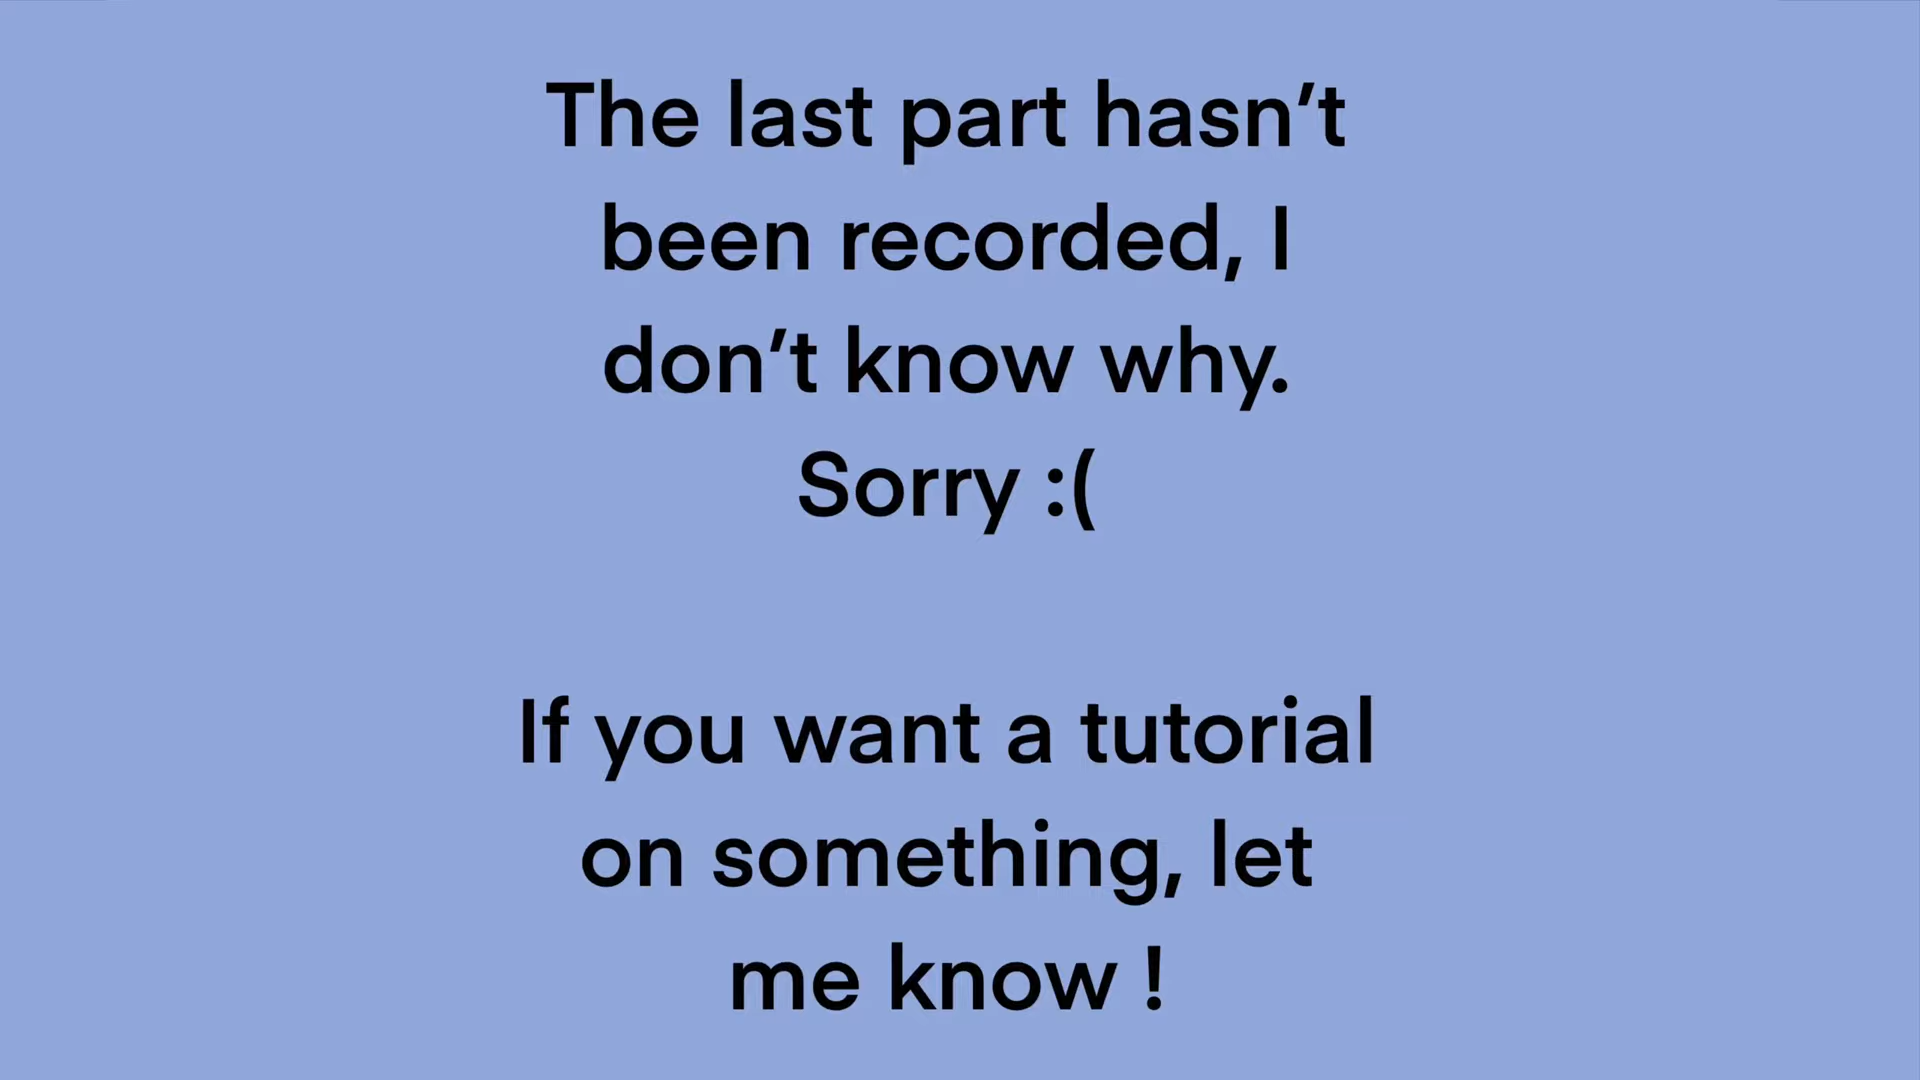 The last part hasn’t
been recorded, I
don’t know why.
Sorry :(
If you want a tutorial
on something, let
me know !